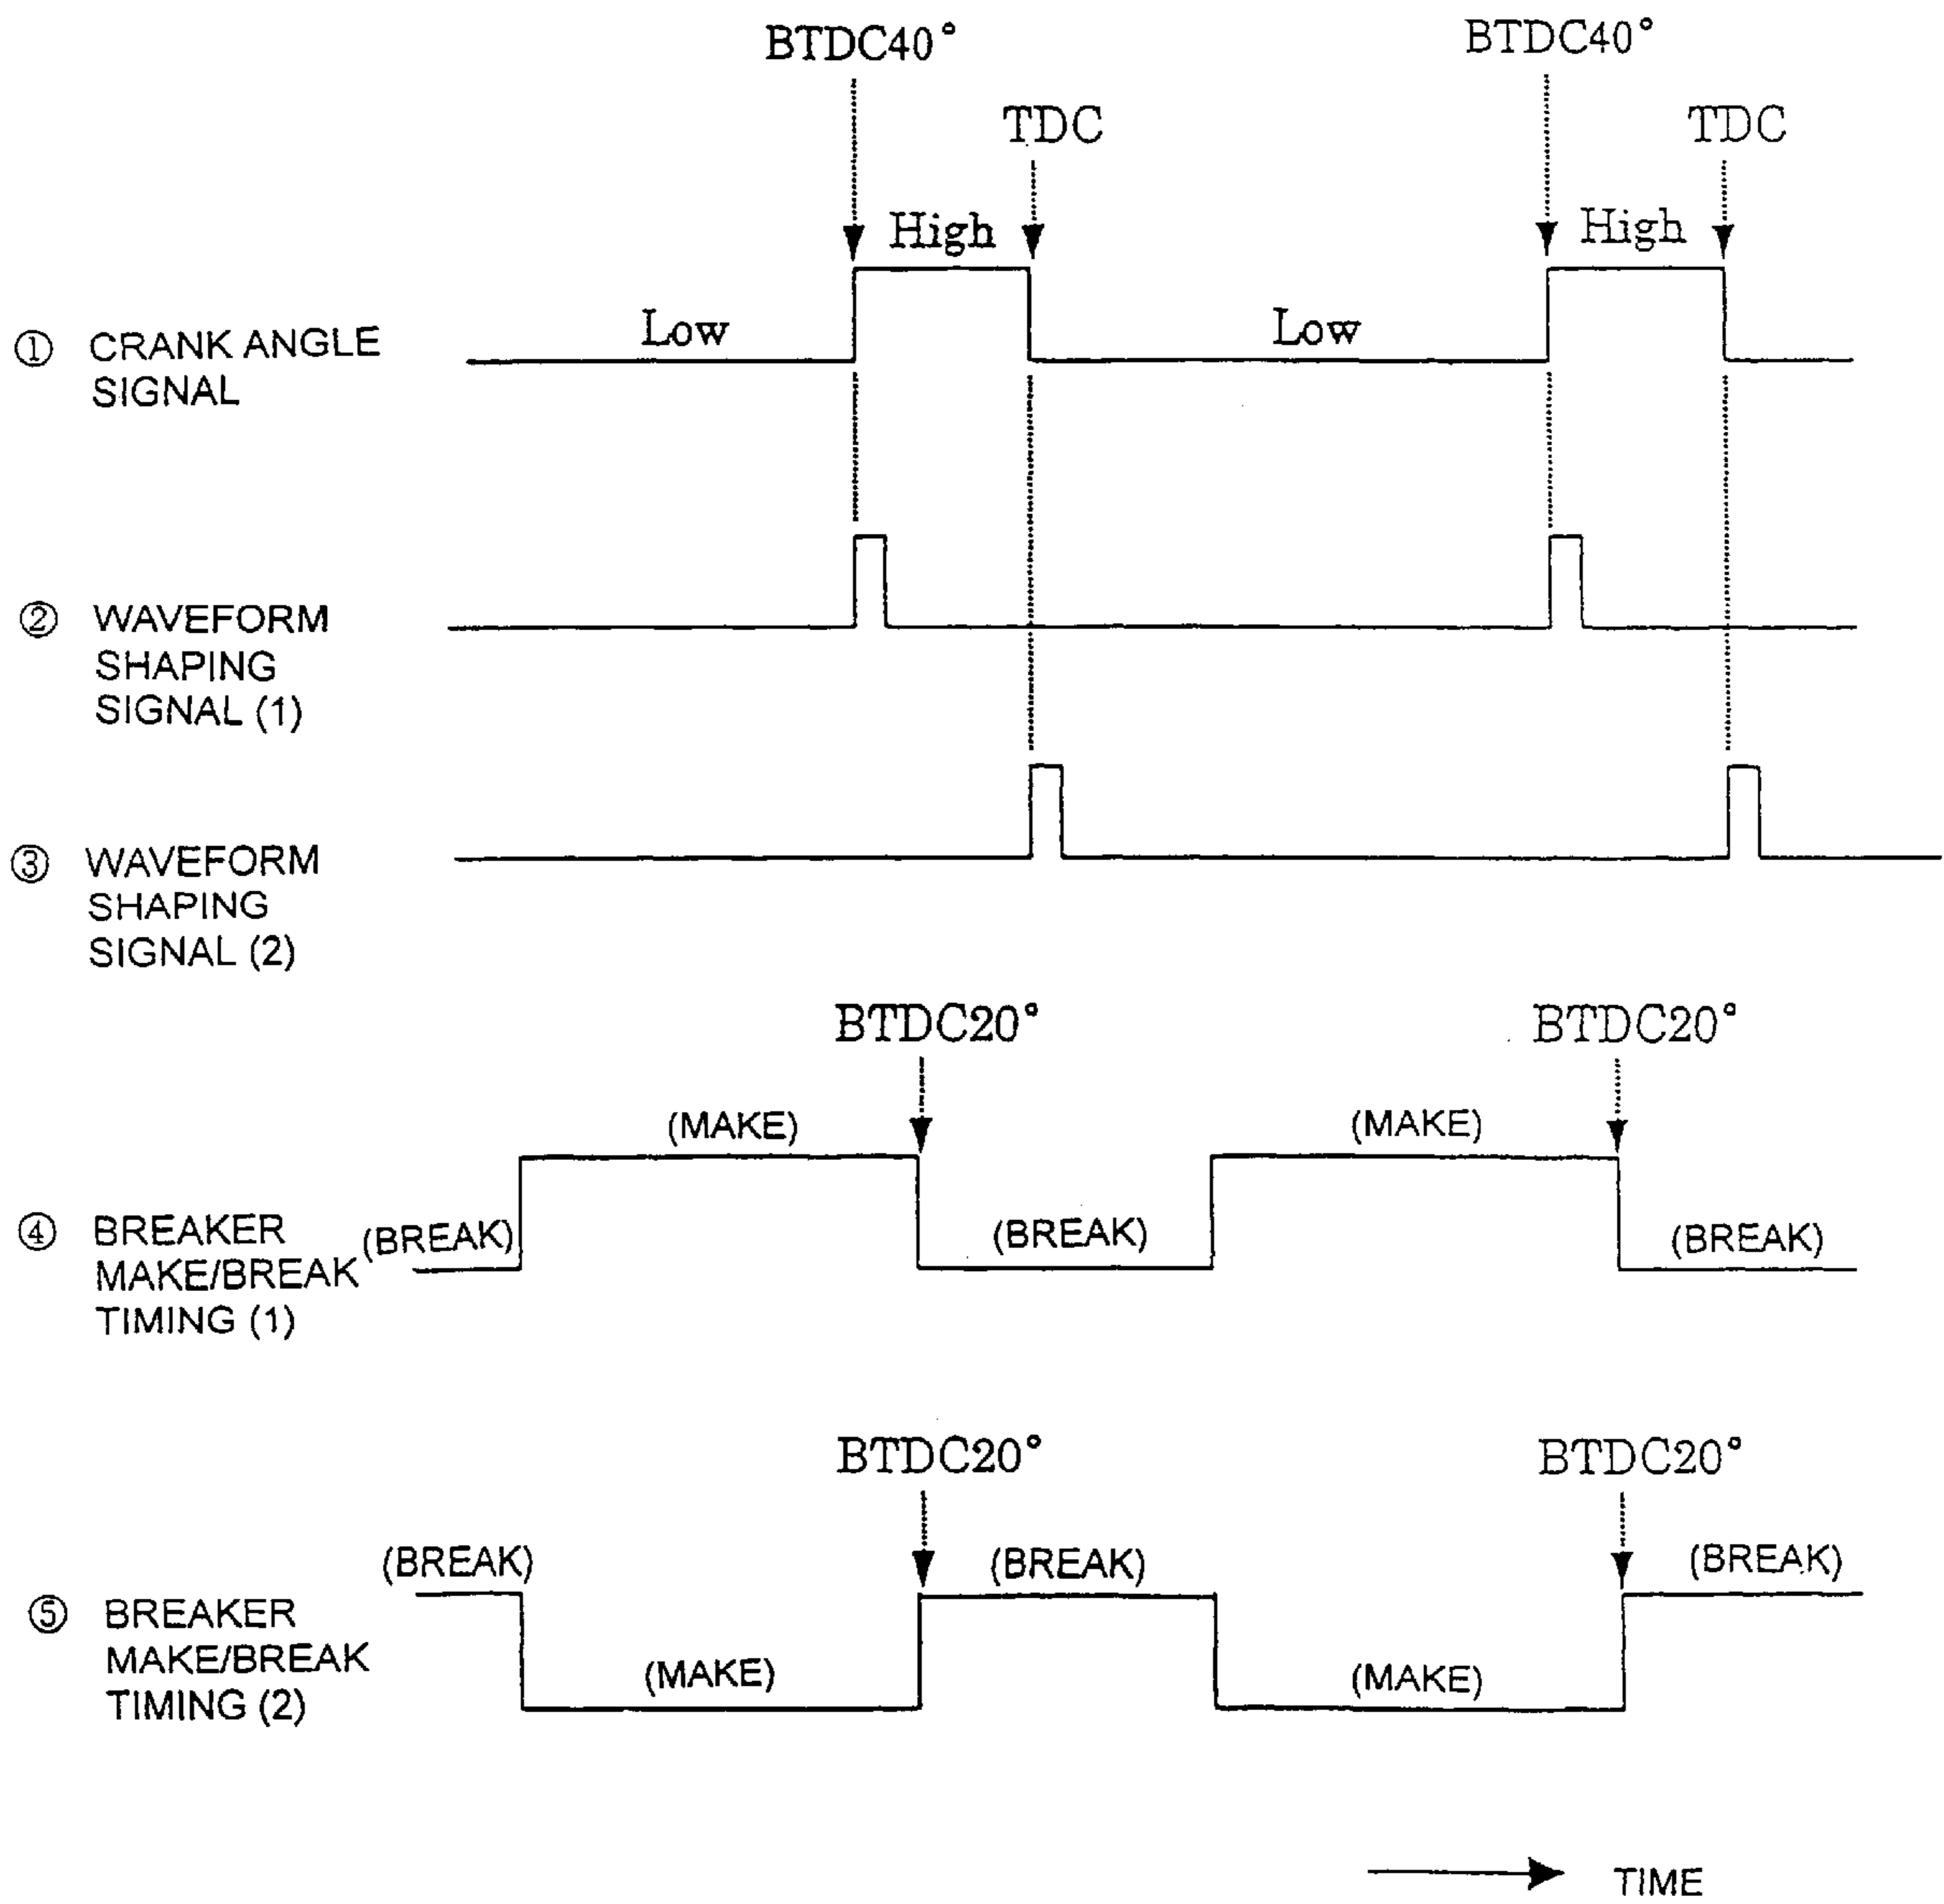 BTDC40° BTDC40°
TDC TDC
High High
Low Low
① CRANK ANGLE
SIGNAL
② WAVEFORM
SHAPING
SIGNAL (1)
③ WAVEFORM
SHAPING
SIGNAL (2)
BTDC20° BTDC20°
(MAKE) (MAKE)
④ BREAKER (BREAK) (BREAK) (BREAK)
MAKE/BREAK
TIMING (1)
BTDC20° BTDC20°
(BREAK) (BREAK) (BREAK)
⑤ BREAKER
MAKE/BREAK (MAKE) (MAKE)
TIMING (2)
TIME